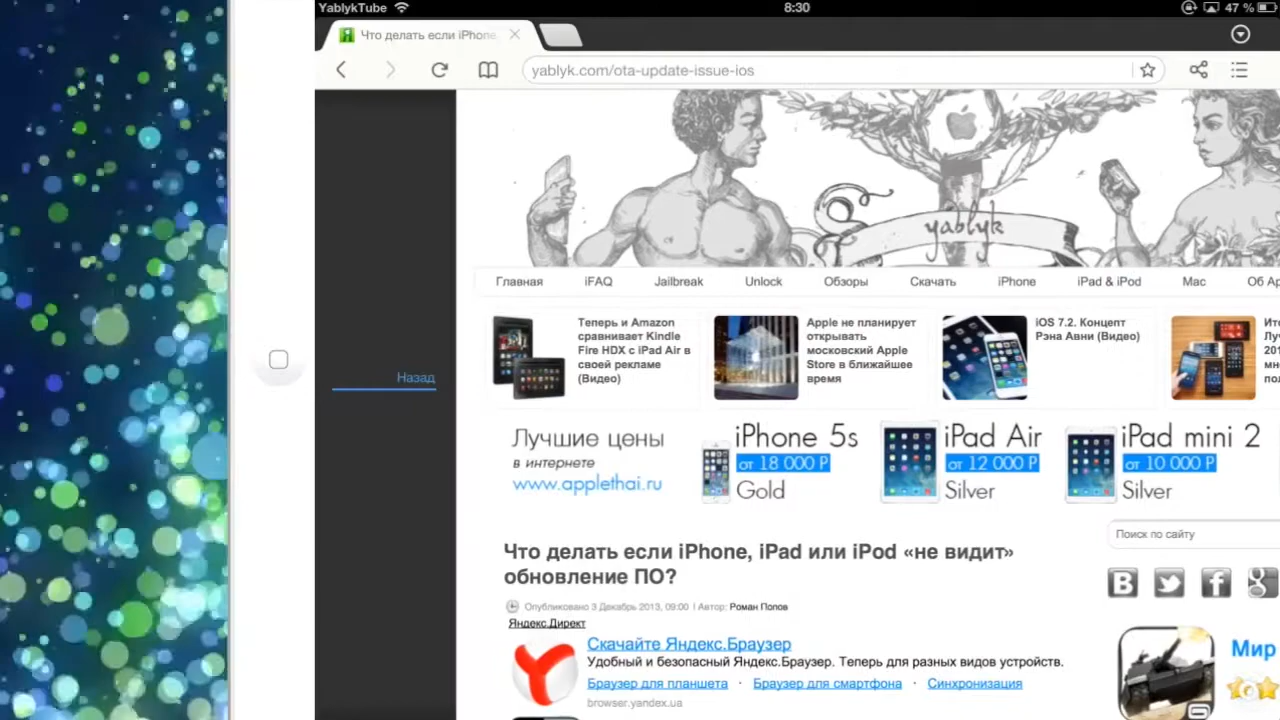 YablykTube 8:30 47 %
Что делать если iPhone
yablyk.com/ota-update-issue-ios
yablyk
Главная iFAQ Jailbreak Unlock Обзоры Скачать iPhone iPad & iPod Mac Об
Теперь и Amazon
сравнивает Kindle
Fire HDX с iPad Air в
своей рекламе
(Видео)
Apple не планирует
открывать
московский Apple
Store в ближайшее
время
iOS 7.2. Концепт
Рэна Авни (Видео)
Назад
Лучшие цены
в интернете
www.applethai.ru
iPhone 5s
от 18 000 Р
Gold
iPad Air
от 12 000 Р
Silver
iPad mini 2
от 10 000 Р
Silver
Поиск по сайту
Что делать если iPhone, iPad или iPod «не видит»
обновление ПО?
Опубликовано 3 Декабрь 2013, 09:00 | Автор: Роман Попов
Яндекс.Директ
Скачайте Яндекс.Браузер
Удобный и безопасный Яндекс.Браузер. Теперь для разных видов устройств.
Браузер для планшета · Браузер для смартфона · Синхронизация
browser.yandex.ua
Мир